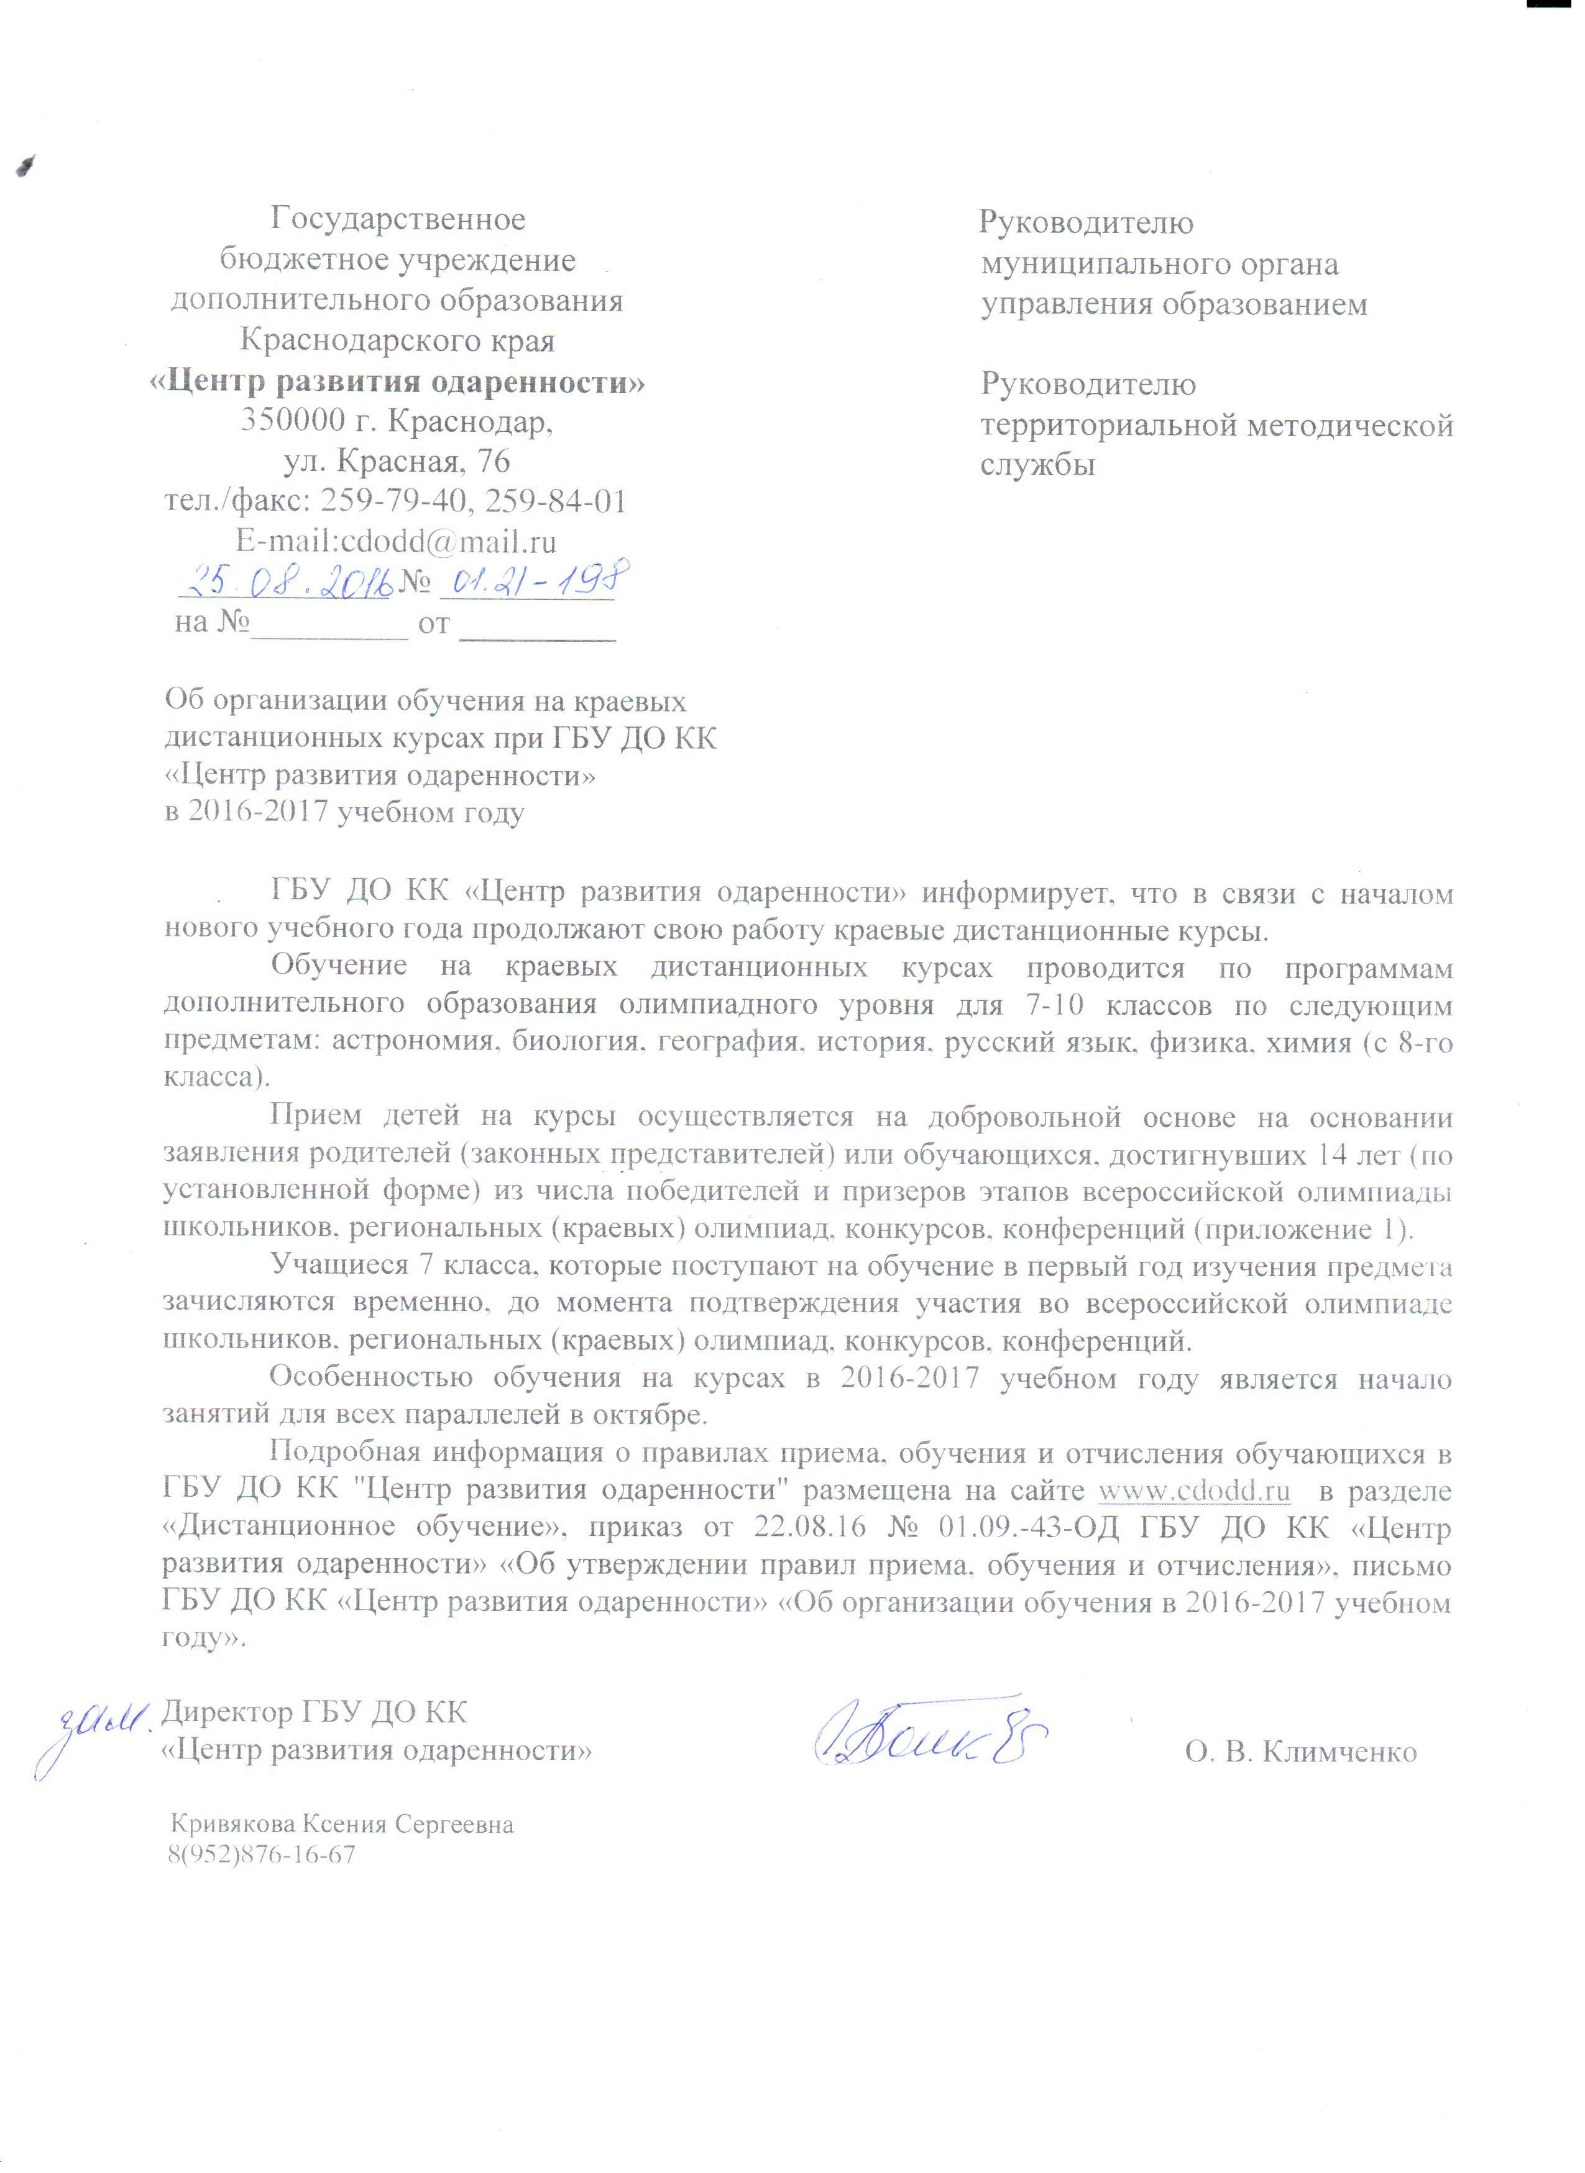 Государственное
бюджетное учреждение
дополнительного образования
Краснодарского края
«Центр развития одаренности»
350000 г. Краснодар,
ул. Красная, 76
тел./факс: 259-79-40, 259-84-01
E-mail:cdodd@mail.ru
25.08.2016 № 01.21-198
на №__________ от __________
Руководителю
муниципального органа
управления образованием
Руководителю
территориальной методической
службы
Об организации обучения на краевых
дистанционных курсах при ГБУ ДО КК
«Центр развития одаренности»
в 2016-2017 учебном году
ГБУ ДО КК «Центр развития одаренности» информирует, что в связи с началом
нового учебного года продолжают свою работу краевые дистанционные курсы.
Обучение на краевых дистанционных курсах проводится по программам
дополнительного образования олимпиадного уровня для 7-10 классов по следующим
предметам: астрономия, биология, география, история, русский язык, физика, химия (с 8-го
класса).
Прием детей на курсы осуществляется на добровольной основе на основании
заявления родителей (законных представителей) или обучающихся, достигнувших 14 лет (по
установленной форме) из числа победителей и призеров этапов всероссийской олимпиады
школьников, региональных (краевых) олимпиад, конкурсов, конференций (приложение 1).
Учащиеся 7 класса, которые поступают на обучение в первый год изучения предмета
зачисляются временно, до момента подтверждения участия во всероссийской олимпиаде
школьников, региональных (краевых) олимпиад, конкурсов, конференций.
Особенностью обучения на курсах в 2016-2017 учебном году является начало
занятий для всех параллелей в октябре.
Подробная информация о правилах приема, обучения и отчисления обучающихся в
ГБУ ДО КК "Центр развития одаренности" размещена на сайте www.cdodd.ru в разделе
«Дистанционное обучение», приказ от 22.08.16 № 01.09.-43-ОД ГБУ ДО КК «Центр
развития одаренности» «Об утверждении правил приема, обучения и отчисления», письмо
ГБУ ДО КК «Центр развития одаренности» «Об организации обучения в 2016-2017 учебном
году».
зам. Директор ГБУ ДО КК
«Центр развития одаренности» О. В. Климченко
Кривякова Ксения Сергеевна
8(952)876-16-67